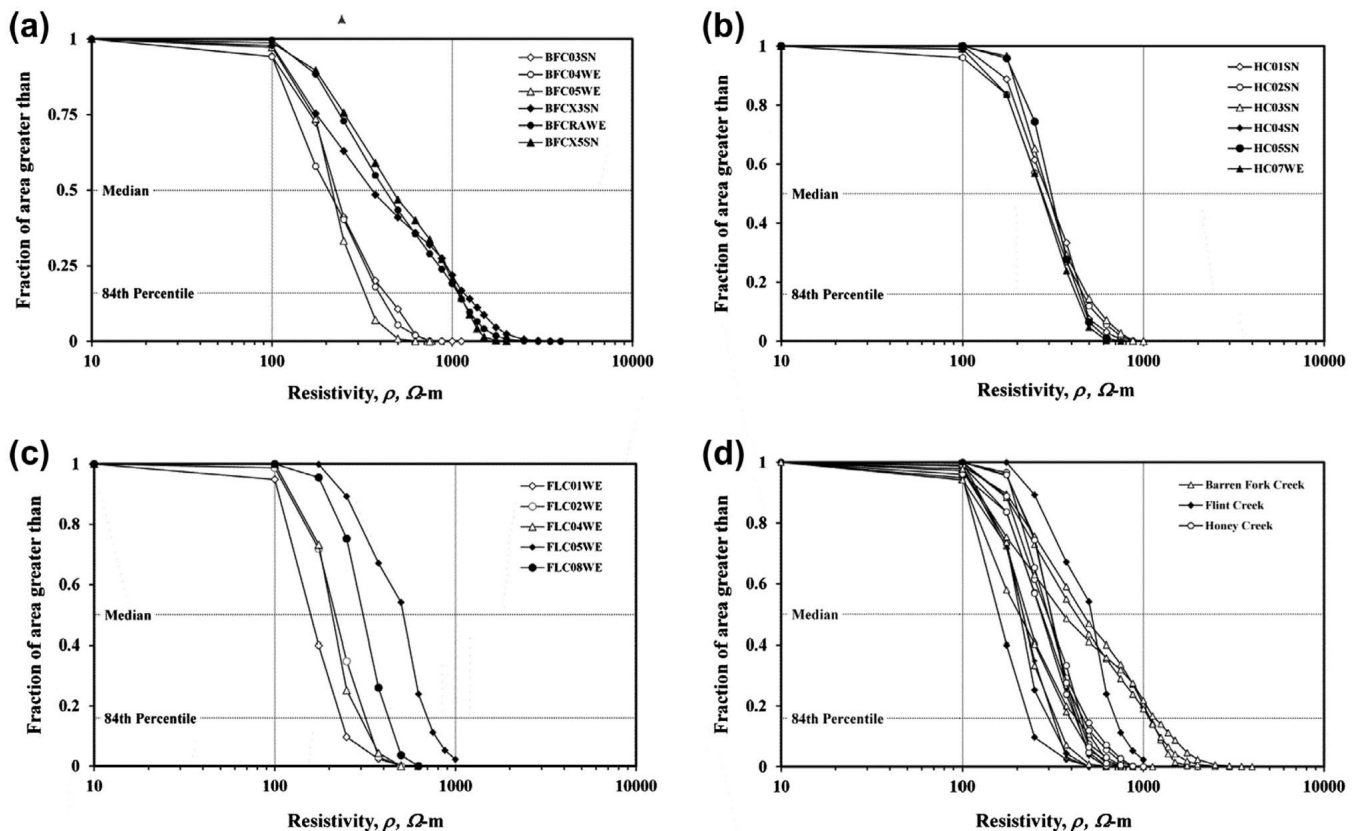 (a)
Fraction of area greater than
1
0.75
0.5
0.25
0
Median
84th Percentile
BFC03SN
BFC04WE
BFC05WE
BFCX3SN
BFCRAWE
BFCX5SN
10 100 1000 10000
Resistivity, ρ, Ω-m
(b)
Fraction of area greater than
1
0.8
0.6
0.4
0.2
0
Median
84th Percentile
HC01SN
HC02SN
HC03SN
HC04SN
HC05SN
HC07WE
10 100 1000 10000
Resistivity, ρ, Ω-m
(c)
Fraction of area greater than
1
0.8
0.6
0.4
0.2
0
Median
84th Percentile
FLC01WE
FLC02WE
FLC04WE
FLC05WE
FLC08WE
10 100 1000 10000
Resistivity, ρ, Ω-m
(d)
Fraction of area greater than
1
0.8
0.6
0.4
0.2
0
Median
84th Percentile
Barren Fork Creek
Flint Creek
Honey Creek
10 100 1000 10000
Resistivity, ρ, Ω-m